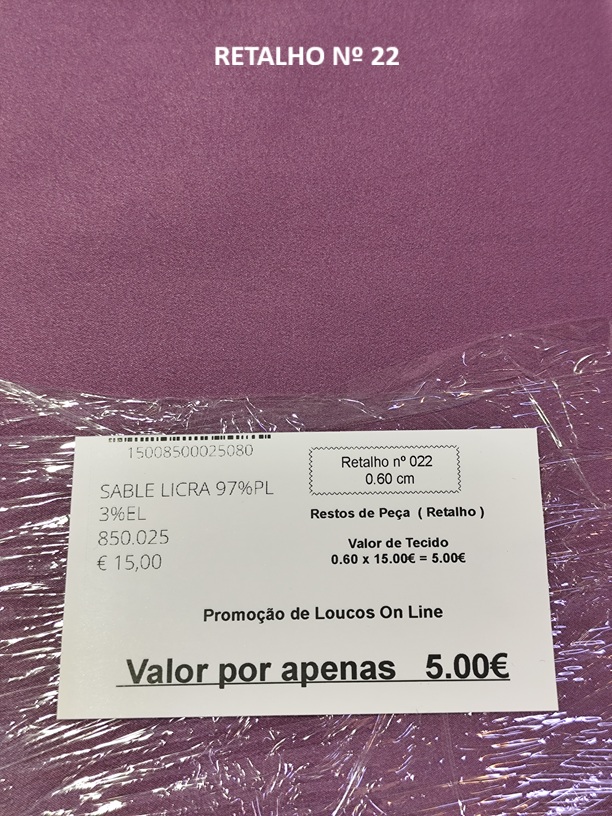 RETALHO Nº 22
15008500025080
SABLE LICRA 97%PL
3%EL
850.025
€ 15,00
Retalho nº 022
0.60 cm
Restos de Peça ( Retalho )
Valor de Tecido
0.60 x 15.00€ = 5.00€
Promoção de Loucos On Line
Valor por apenas 5.00€